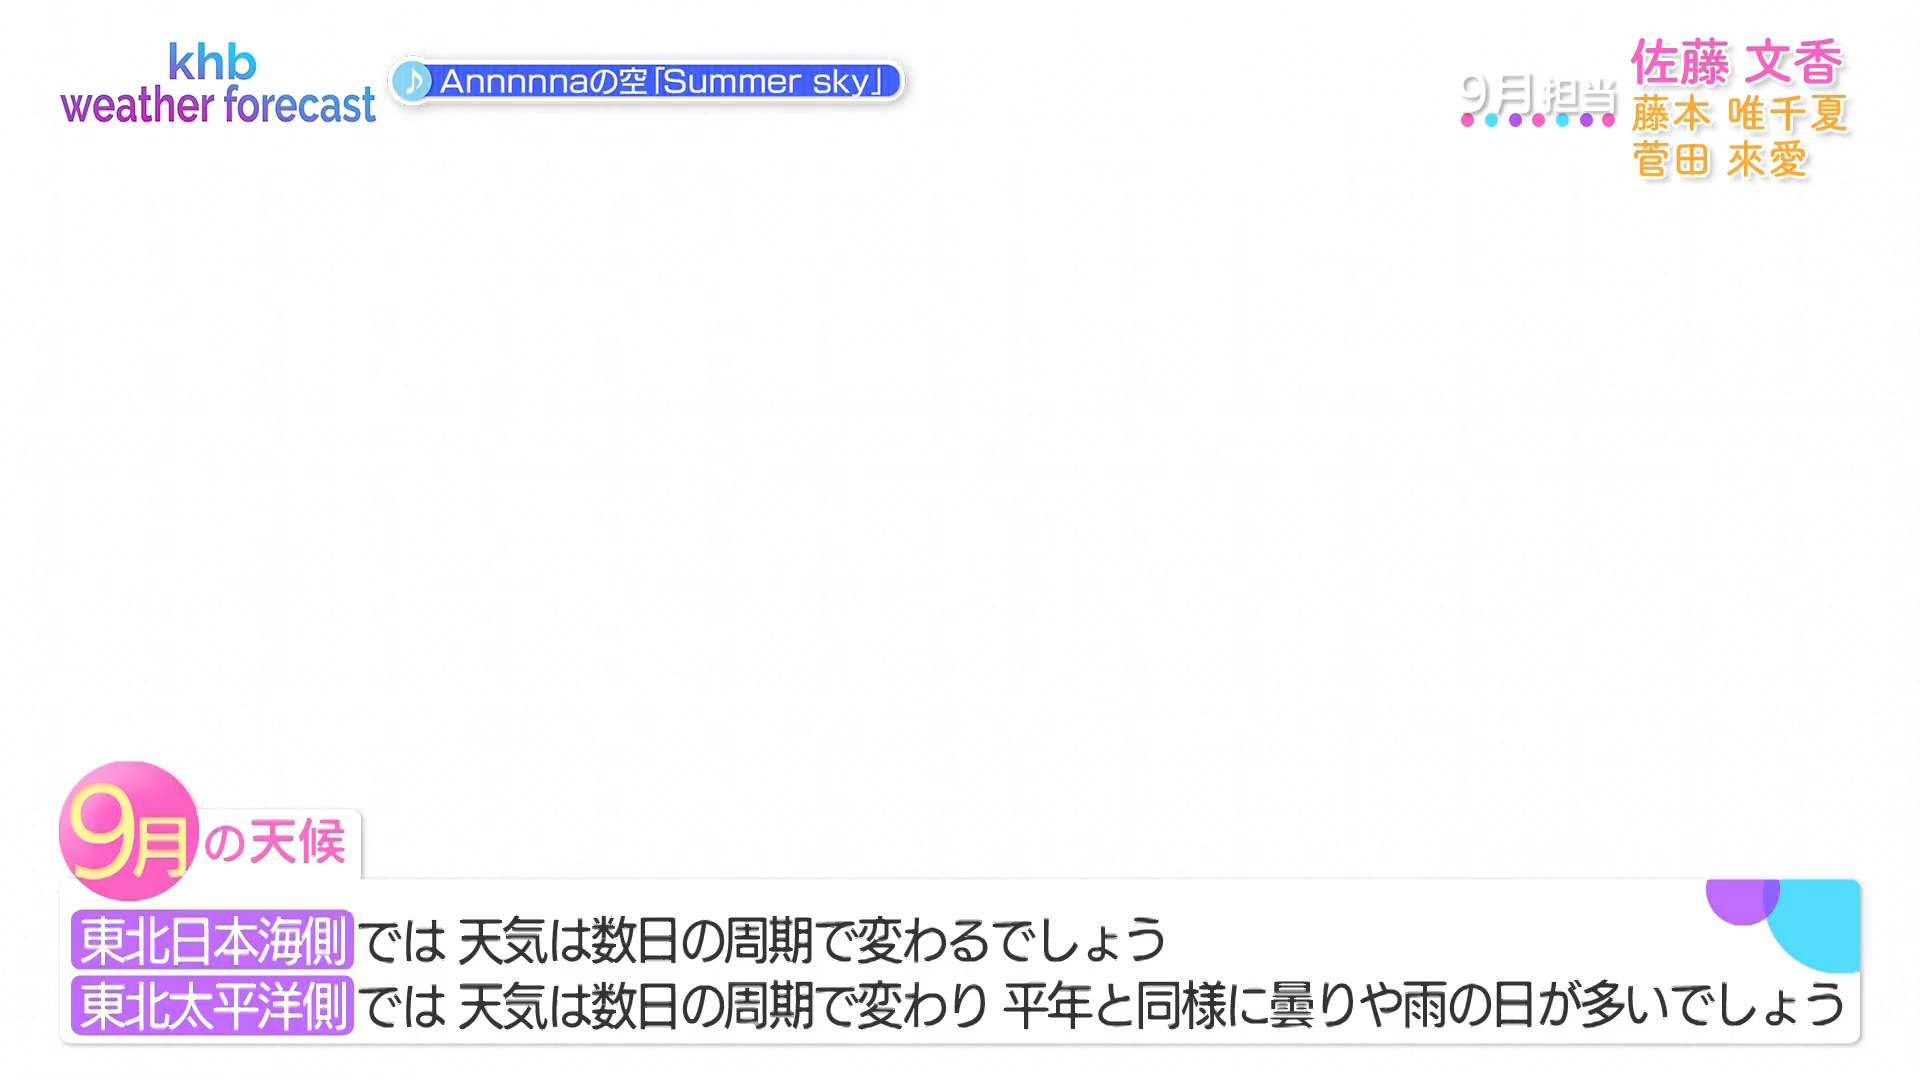 khb
weather forecast
♪ Annnnnaの空「Summer sky」
9月担当
佐藤 文香
藤本 唯千夏
菅田 來愛
9月の天候
東北日本海側では 天気は数日の周期で変わるでしょう
東北太平洋側では 天気は数日の周期で変わり 平年と同様に曇りや雨の日が多いでしょう